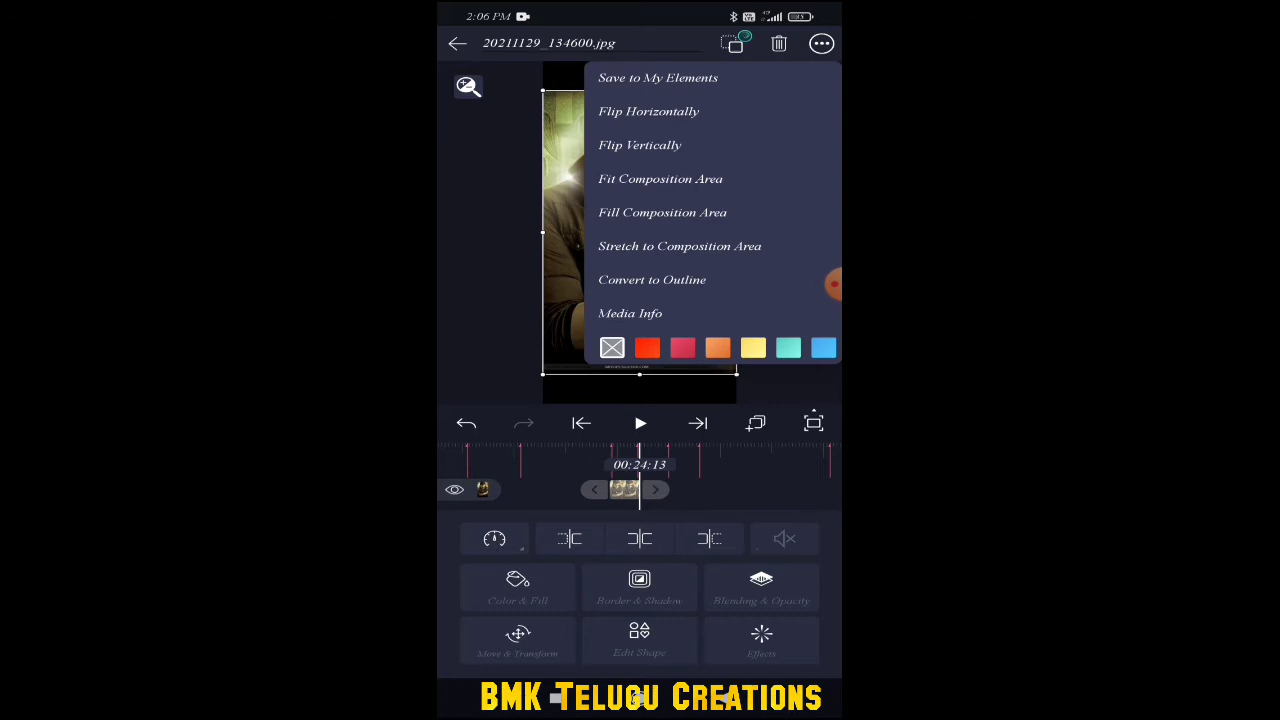 2:06 PM
20211129_134600.jpg
Save to My Elements
Flip Horizontally
Flip Vertically
Fit Composition Area
Fill Composition Area
Stretch to Composition Area
Convert to Outline
Media Info
00:24:13
Color & Fill
Border & Shadow
Blending & Opacity
Move & Transform
Edit Shape
Effects
BMK Telugu Creations